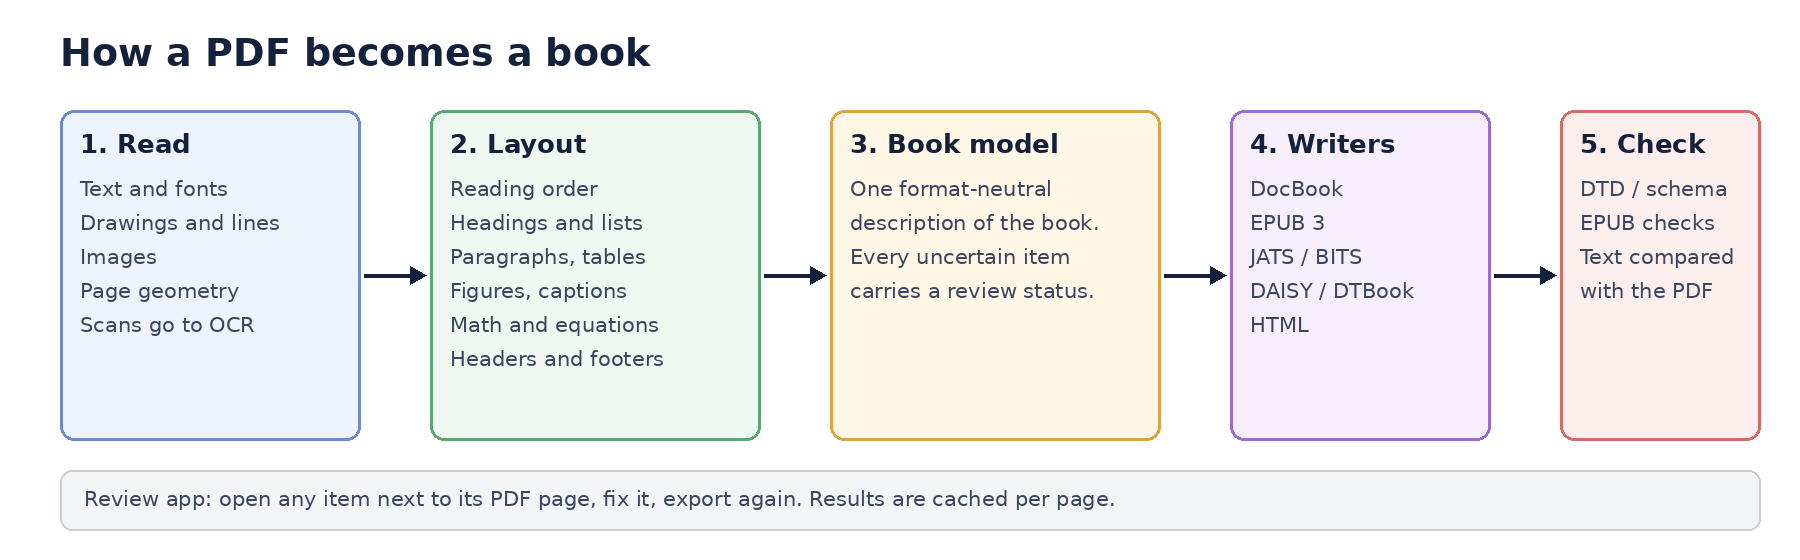 How a PDF becomes a book
1. Read
Text and fonts
Drawings and lines
Images
Page geometry
Scans go to OCR
2. Layout
Reading order
Headings and lists
Paragraphs, tables
Figures, captions
Math and equations
Headers and footers
3. Book model
One format-neutral
description of the book.
Every uncertain item
carries a review status.
4. Writers
DocBook
EPUB 3
JATS / BITS
DAISY / DTBook
HTML
5. Check
DTD / schema
EPUB checks
Text compared
with the PDF
Review app: open any item next to its PDF page, fix it, export again. Results are cached per page.